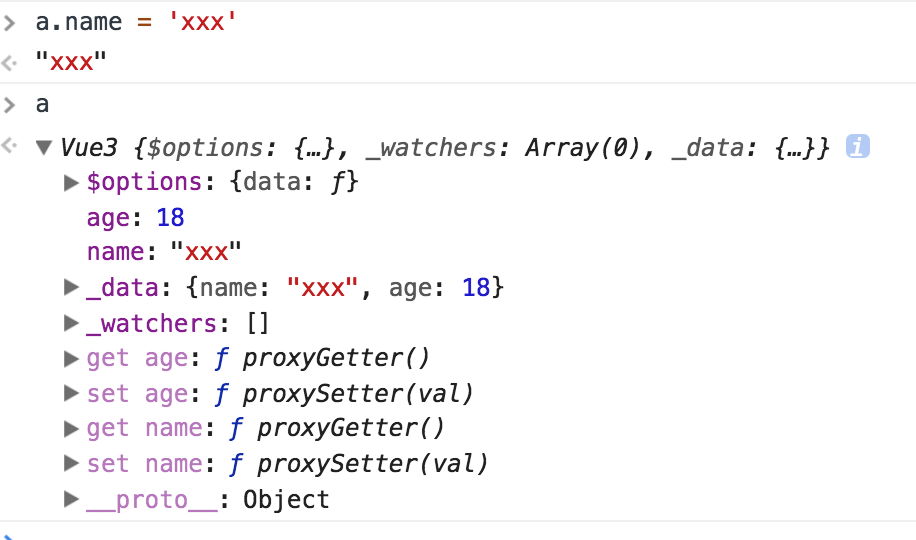 a.name = 'xxx'
"xxx"
a
Vue3 {$options: {…}, _watchers: Array(0), _data: {…}} i
$options: {data: ƒ}
age: 18
name: "xxx"
_data: {name: "xxx", age: 18}
_watchers: []
get age: ƒ proxyGetter()
set age: ƒ proxySetter(val)
get name: ƒ proxyGetter()
set name: ƒ proxySetter(val)
__proto__: Object